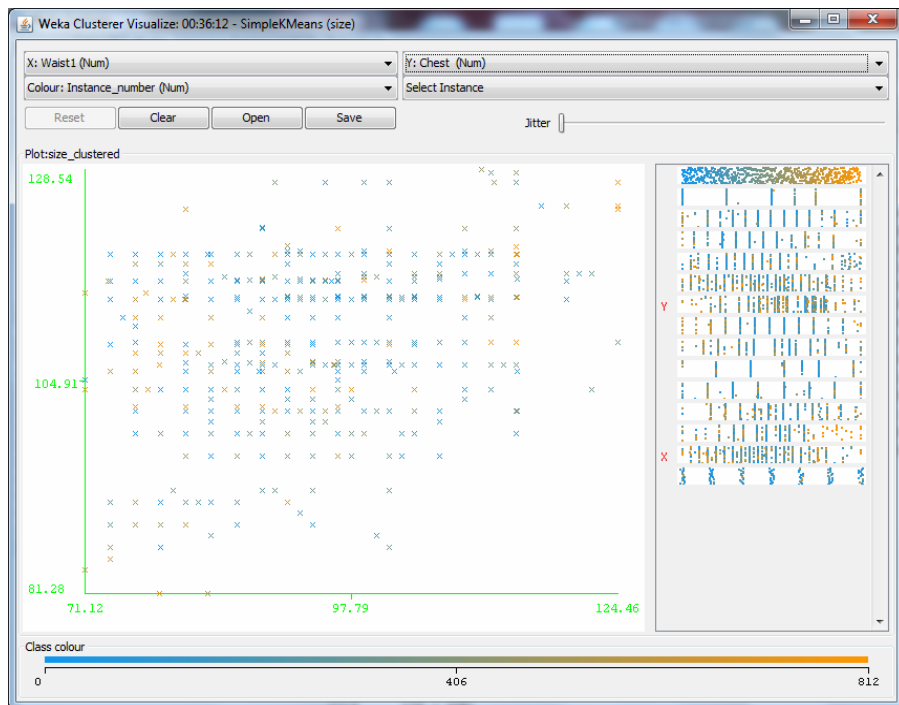 Weka Clusterer Visualize: 00:36:12 - SimpleKMeans (size)
X: Waist1 (Num)
Y: Chest (Num)
Colour: Instance_number (Num)
Select Instance
Reset
Clear
Open
Save
Jitter
Plot:size_clustered
128.54
104.91
81.28
71.12
97.79
124.46
Y
X
Class colour
0
406
812